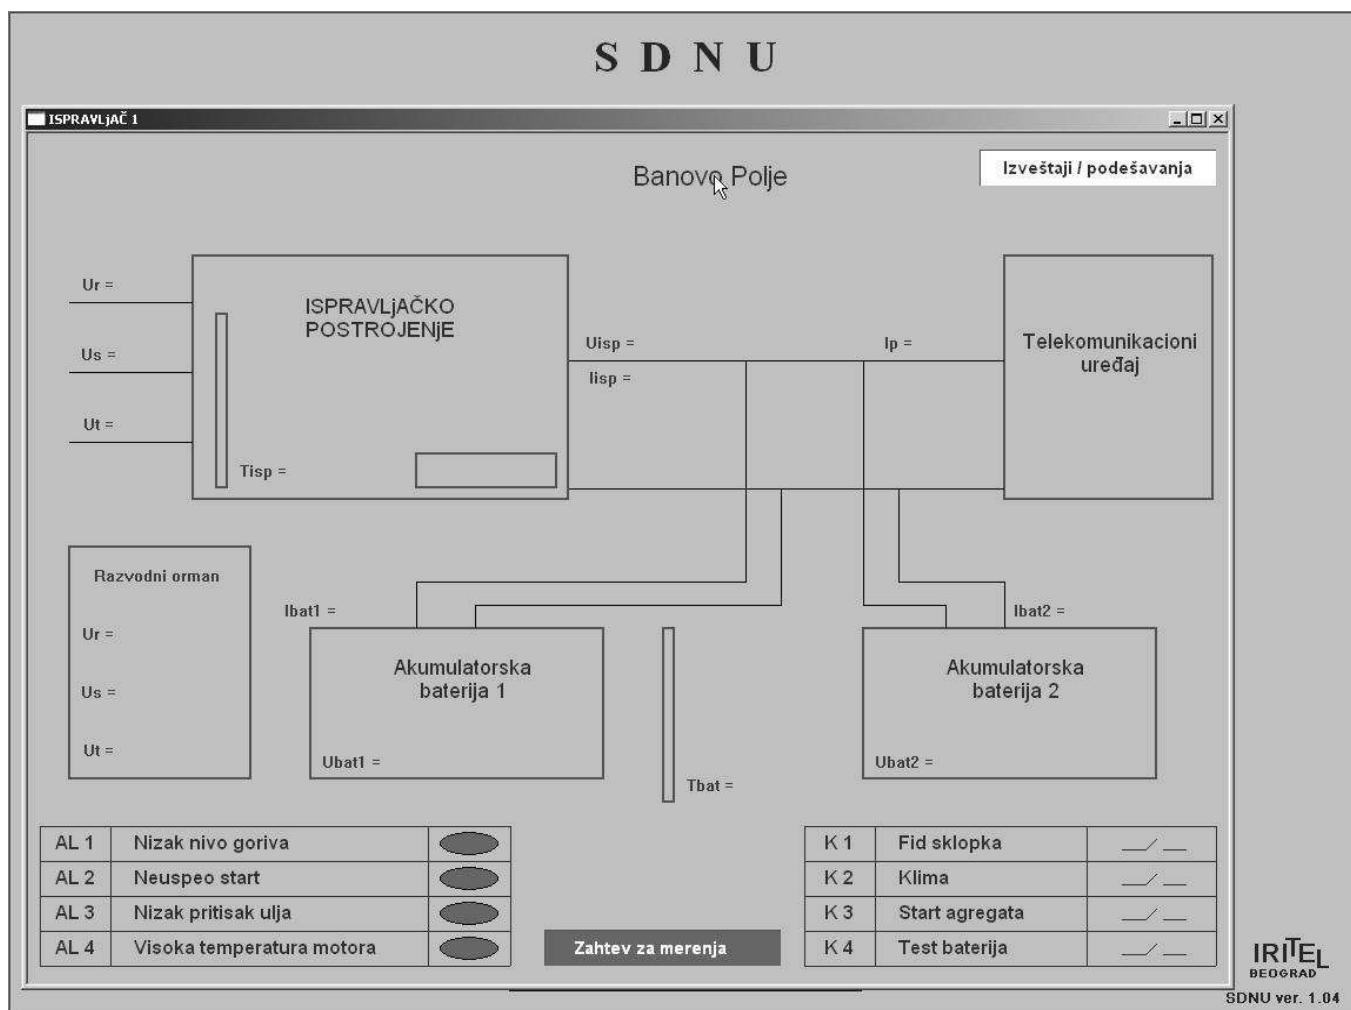 S D N U
ISPRAVLjAČ 1
Banovo Polje
Izveštaji / podešavanja
Ur =
Us =
Ut =
ISPRAVLjAČKO
POSTROJENjE
Tisp =
Uisp =
Iisp =
Ip =
Telekomunikacioni
uređaj
Razvodni orman
Ur =
Us =
Ut =
Ibat1 =
Akumulatorska
baterija 1
Ubat1 =
Tbat =
Ibat2 =
Akumulatorska
baterija 2
Ubat2 =
AL 1 Nizak nivo goriva
AL 2 Neuspeo start
AL 3 Nizak pritisak ulja
AL 4 Visoka temperatura motora
Zahtev za merenja
K 1 Fid sklopka
K 2 Klima
K 3 Start agregata
K 4 Test baterija
IRITEL
BEOGRAD
SDNU ver. 1.04